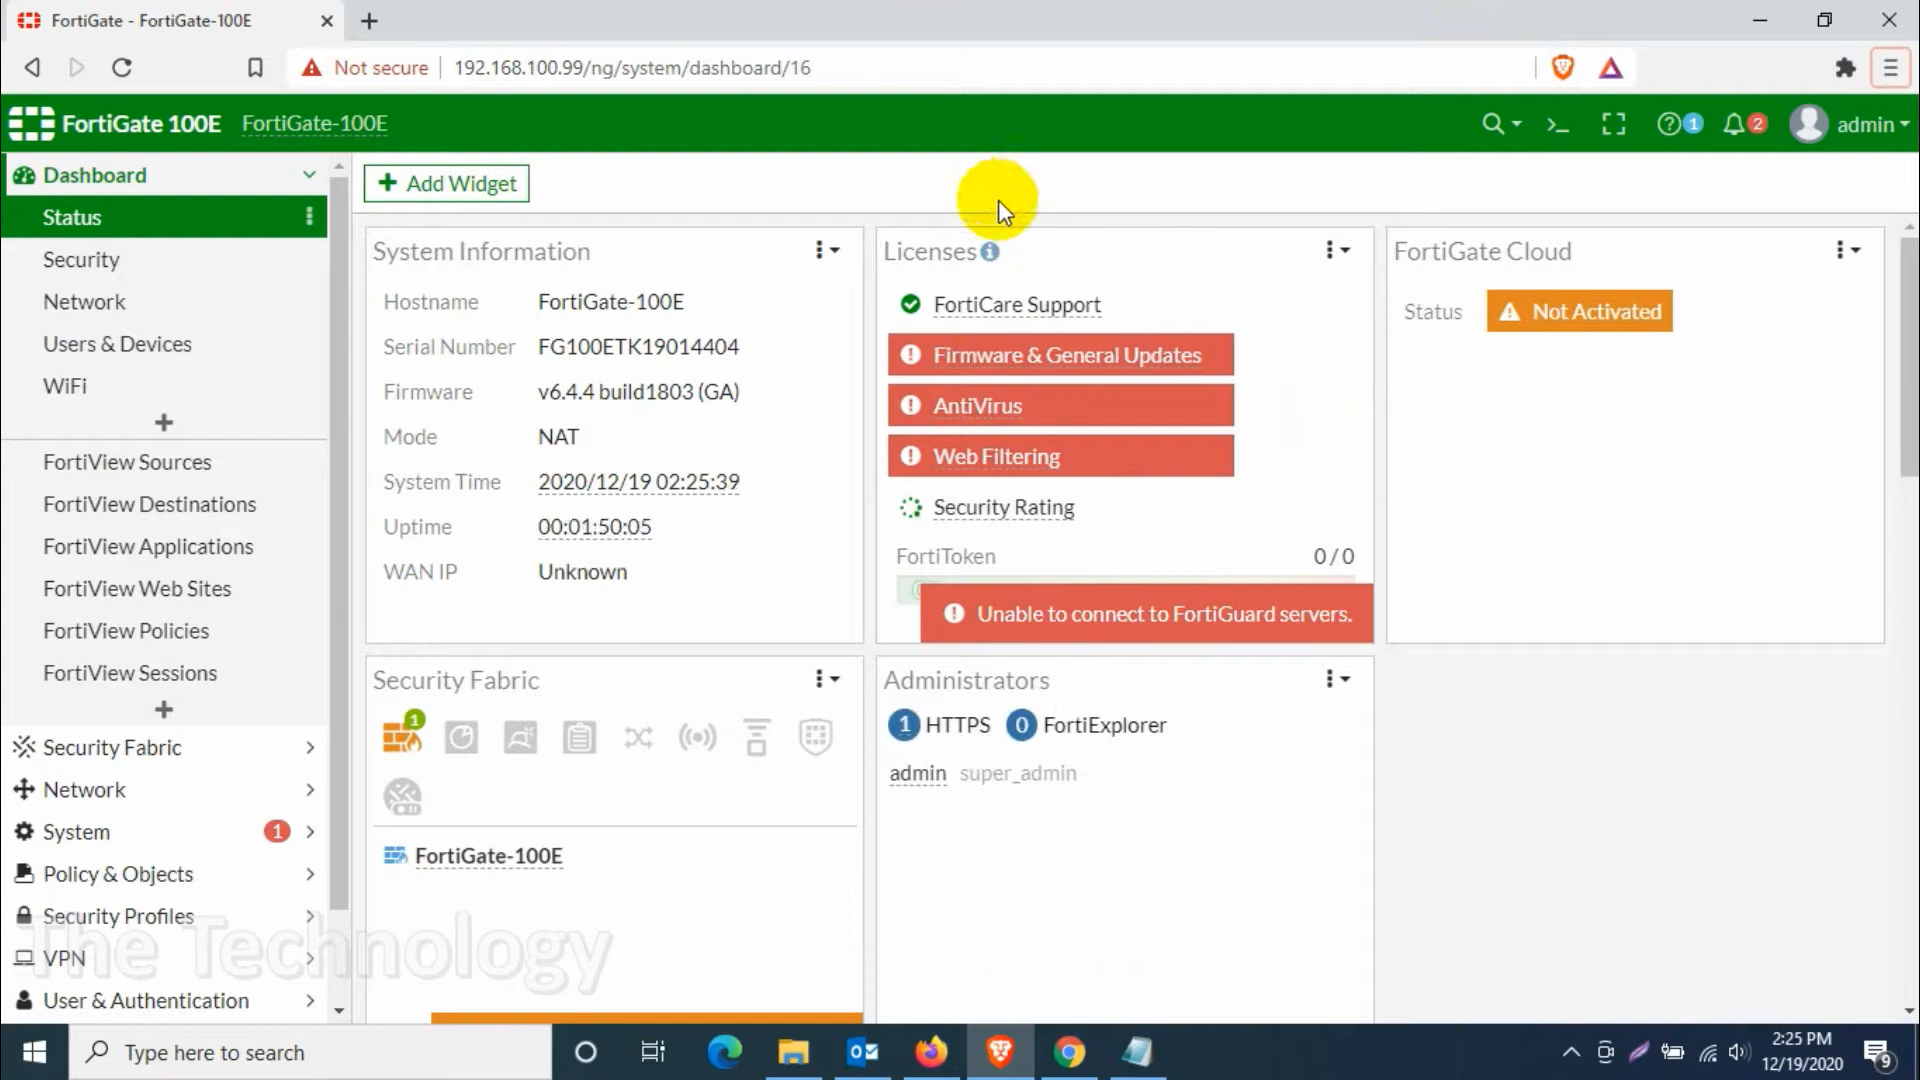 FortiGate - FortiGate-100E
Not secure
192.168.100.99/ng/system/dashboard/16
FortiGate 100E
FortiGate-100E
1
2
admin
Dashboard
Status
Security
Network
Users & Devices
WiFi
FortiView Sources
FortiView Destinations
FortiView Applications
FortiView Web Sites
FortiView Policies
FortiView Sessions
Security Fabric
Network
System 1
Policy & Objects
Security Profiles
VPN
User & Authentication
Add Widget
System Information
Hostname FortiGate-100E
Serial Number FG100ETK19014404
Firmware v6.4.4 build1803 (GA)
Mode NAT
System Time 2020/12/19 02:25:39
Uptime 00:01:50:05
WAN IP Unknown
Licenses
FortiCare Support
Firmware & General Updates
AntiVirus
Web Filtering
Security Rating
FortiToken 0 / 0
Unable to connect to FortiGuard servers.
FortiGate Cloud
Status Not Activated
Security Fabric
1
FortiGate-100E
Administrators
1 HTTPS 0 FortiExplorer
admin super_admin
The Technology
Type here to search
2:25 PM
12/19/2020
9